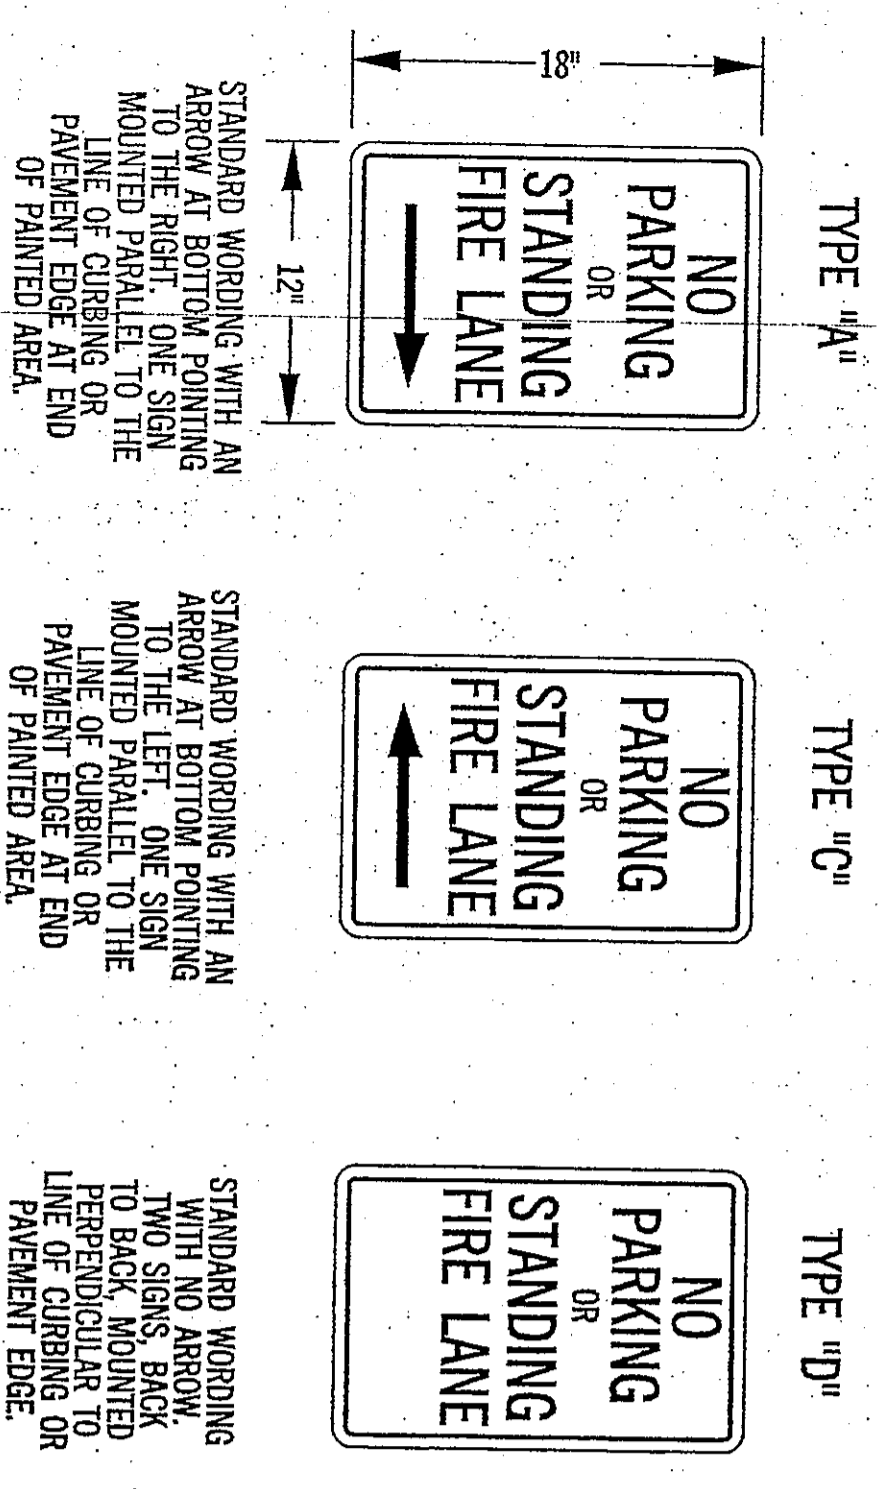 TYPE "A"
NO
PARKING
OR
STANDING
FIRE LANE
18"
12"
STANDARD WORDING WITH AN
ARROW AT BOTTOM POINTING
TO THE RIGHT. ONE SIGN
MOUNTED PARALLEL TO THE
LINE OF CURBING OR
PAVEMENT EDGE AT END
OF PAINTED AREA.
TYPE "C"
NO
PARKING
OR
STANDING
FIRE LANE
STANDARD WORDING WITH AN
ARROW AT BOTTOM POINTING
TO THE LEFT. ONE SIGN
MOUNTED PARALLEL TO THE
LINE OF CURBING OR
PAVEMENT EDGE AT END
OF PAINTED AREA.
TYPE "D"
NO
PARKING
OR
STANDING
FIRE LANE
STANDARD WORDING
WITH NO ARROW.
TWO SIGNS, BACK
TO BACK, MOUNTED
PERPENDICULAR TO
LINE OF CURBING OR
PAVEMENT EDGE.